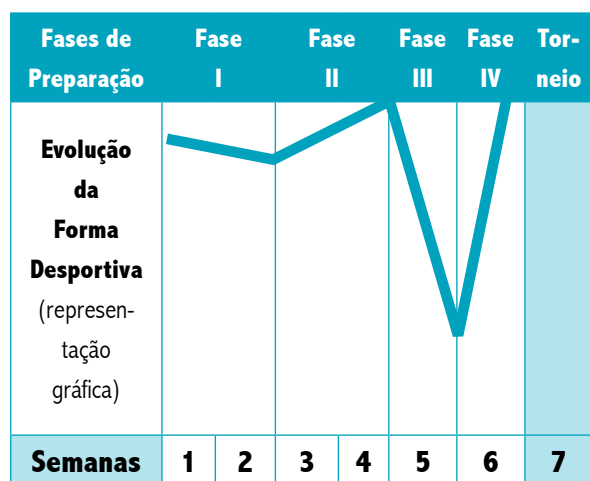 Fases de Preparação
Fase I
Fase II
Fase III
Fase IV
Tor-
neio
Evolução
da
Forma
Desportiva
(represen-
tação
gráfica)
Semanas 1 2 3 4 5 6 7